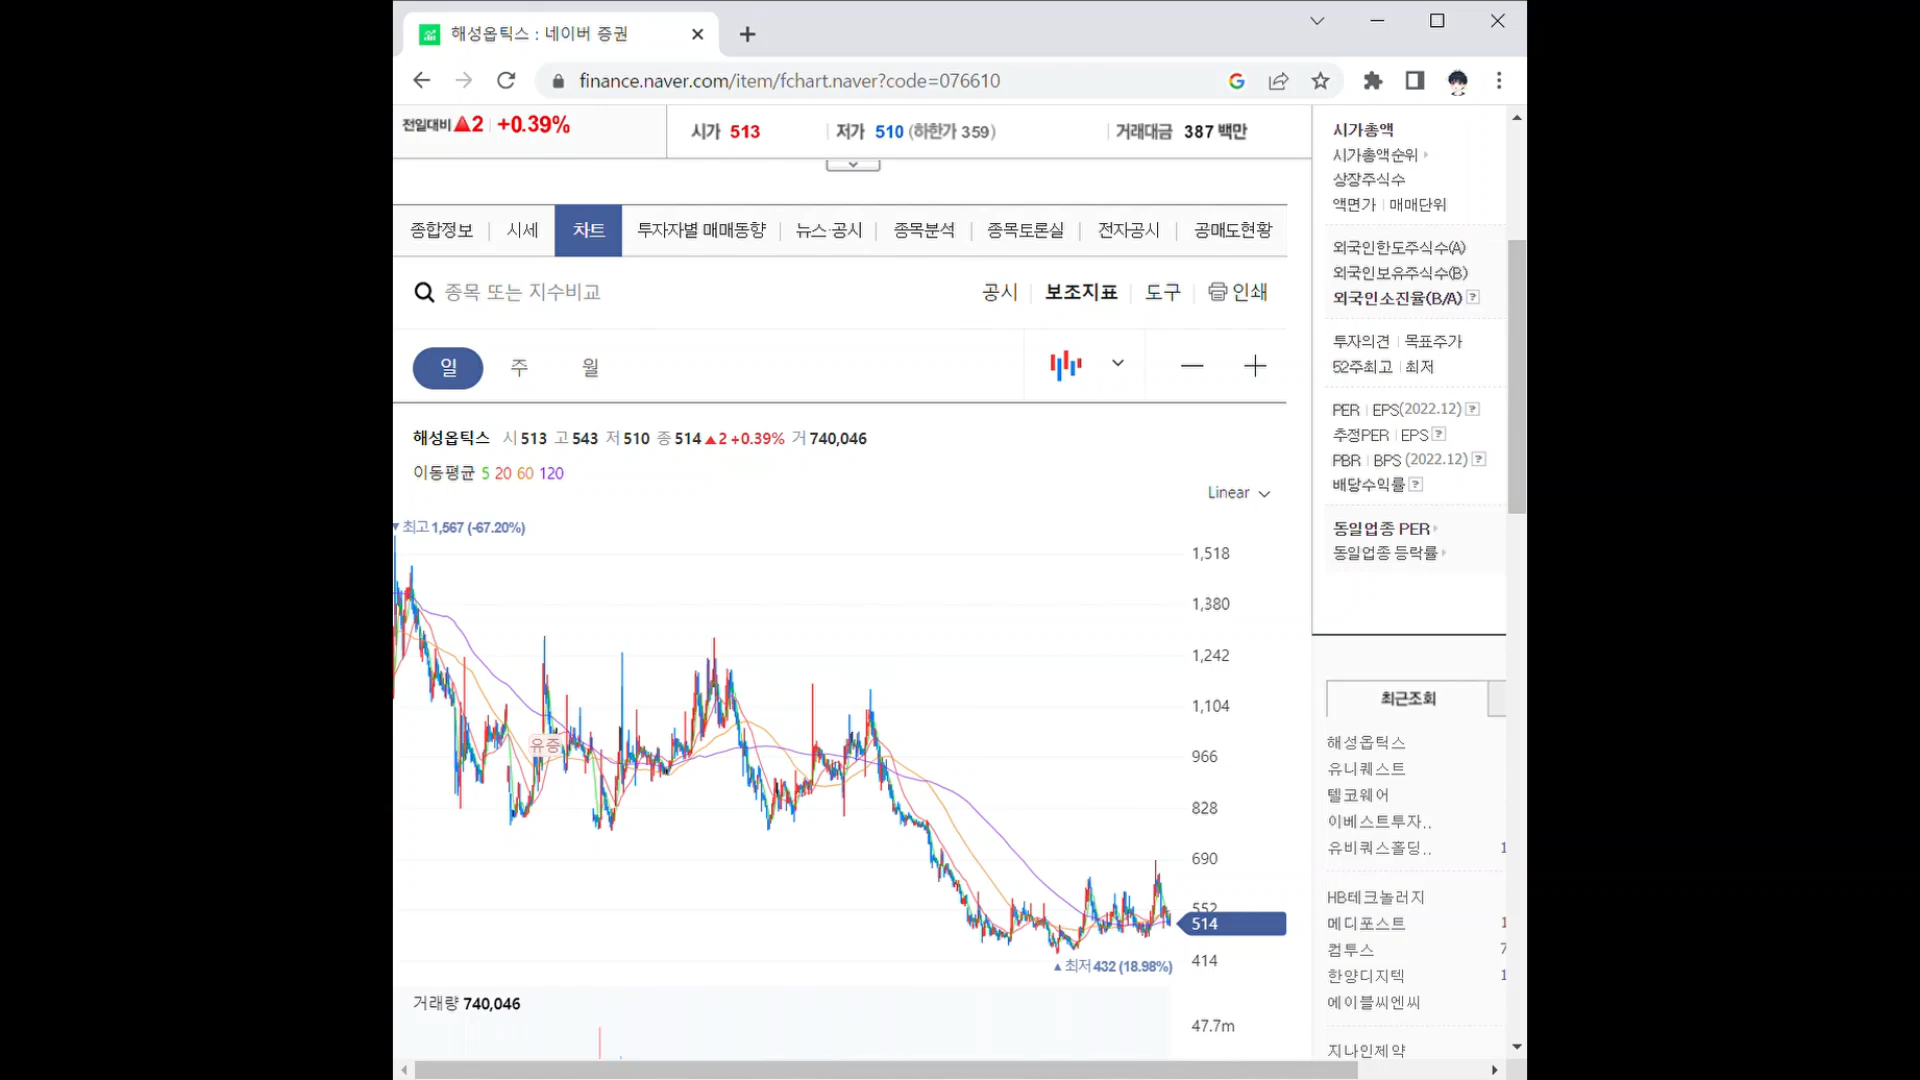 해성옵틱스 : 네이버 증권
finance.naver.com/item/fchart.naver?code=076610
전일대비 ▲2 +0.39%
시가 513 저가 510 (하한가 359) 거래대금 387 백만
종합정보 시세 차트 투자자별 매매동향 뉴스·공시 종목분석 종목토론실 전자공시 공매도현황
종목 또는 지수비교
공시 보조지표 도구 인쇄
일 주 월
해성옵틱스 시 513 고 543 저 510 종 514 ▲2 +0.39% 거 740,046
이동평균 5 20 60 120
Linear
▼최고 1,567 (-67.20%)
1,518
1,380
1,242
1,104
966
828
690
552
514
414
유증
▲최저 432 (18.98%)
거래량 740,046
47.7m
시가총액
시가총액순위
상장주식수
액면가 매매단위
외국인한도주식수(A)
외국인보유주식수(B)
외국인소진율(B/A) ?
투자의견 목표주가
52주최고 최저
PER EPS(2022.12) ?
추정PER EPS ?
PBR BPS (2022.12) ?
배당수익률 ?
동일업종 PER
동일업종 등락률
최근조회
해성옵틱스
유니퀘스트
텔코웨어
이베스트투자..
유비쿼스홀딩.. 1
HB테크놀러지
메디포스트 1
컴투스 7
한양디지텍 1
에이블씨엔씨
지나인제약